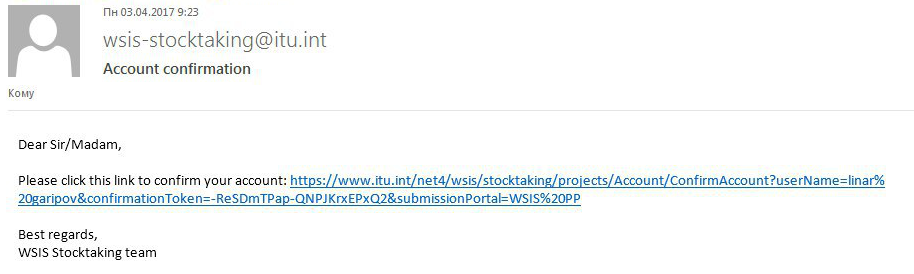 Пн 03.04.2017 9:23
wsis-stocktaking@itu.int
Account confirmation
Кому
Dear Sir/Madam,
Please click this link to confirm your account: https://www.itu.int/net4/wsis/stocktaking/projects/Account/ConfirmAccount?userName=linar%
20garipov&confirmationToken=-ReSDmTPap-QNPJKrxEPxQ2&submissionPortal=WSIS%20PP
Best regards,
WSIS Stocktaking team